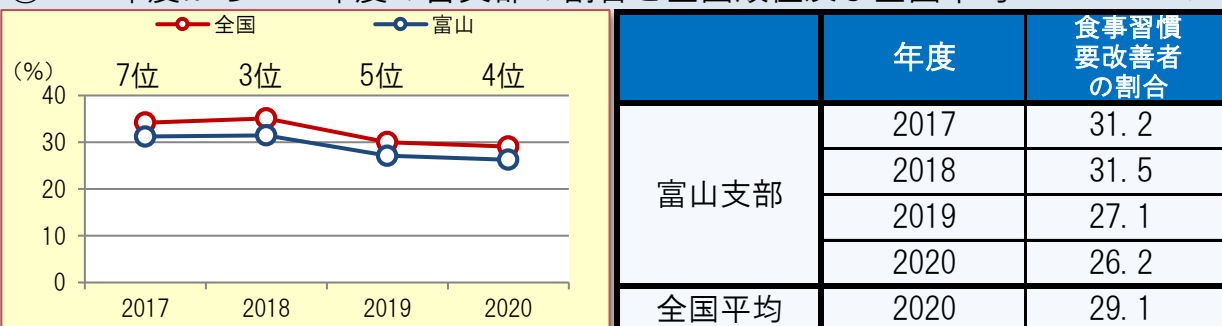 全国 富山
(%) 7位 3位 5位 4位
40
30
20
10
0
2017 2018 2019 2020
年度 食事習慣
要改善者
の割合
富山支部
2017 31.2
2018 31.5
2019 27.1
2020 26.2
全国平均 2020 29.1